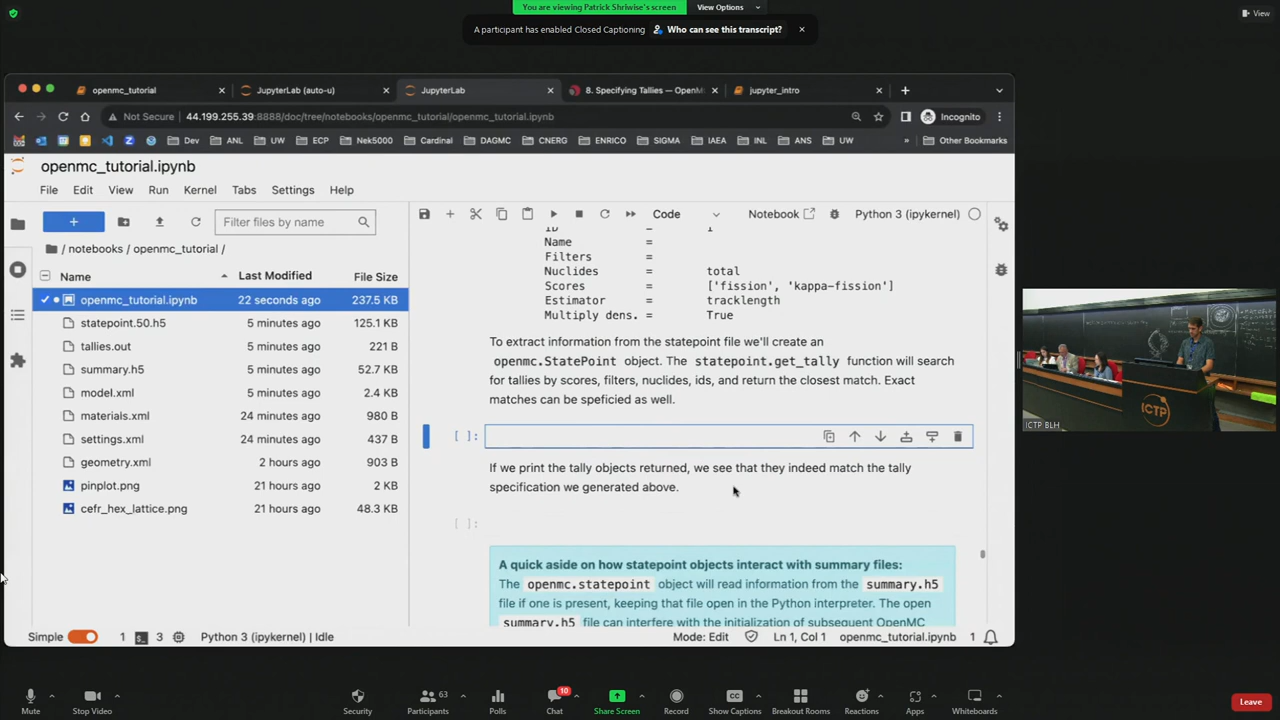 You are viewing Patrick Shriwise's screen
View Options
View
A participant has enabled Closed Captioning
Who can see this transcript?
openmc_tutorial
JupyterLab (auto-u)
JupyterLab
8. Specifying Tallies — OpenM
jupyter_intro
Not Secure
44.199.255.39:8888/doc/tree/notebooks/openmc_tutorial/openmc_tutorial.ipynb
Incognito
Dev
ANL
UW
ECP
Nek5000
Cardinal
DAGMC
CNERG
ENRICO
SIGMA
IAEA
INL
ANS
UW
Other Bookmarks
openmc_tutorial.ipynb
File Edit View Run Kernel Tabs Settings Help
Filter files by name
Code
Notebook
Python 3 (ipykernel)
/ notebooks / openmc_tutorial /
Name Last Modified File Size
openmc_tutorial.ipynb 22 seconds ago 237.5 KB
statepoint.50.h5 5 minutes ago 125.1 KB
tallies.out 5 minutes ago 221 B
summary.h5 5 minutes ago 52.7 KB
model.xml 5 minutes ago 2.4 KB
materials.xml 24 minutes ago 980 B
settings.xml 24 minutes ago 437 B
geometry.xml 2 hours ago 903 B
pinplot.png 21 hours ago 2 KB
cefr_hex_lattice.png 21 hours ago 48.3 KB
ID = 1
Name =
Filters =
Nuclides = total
Scores = ['fission', 'kappa-fission']
Estimator = tracklength
Multiply dens. = True
To extract information from the statepoint file we'll create an
openmc.StatePoint object. The statepoint.get_tally function will search
for tallies by scores, filters, nuclides, ids, and return the closest match. Exact
matches can be speficied as well.
[ ]:
If we print the tally objects returned, we see that they indeed match the tally
specification we generated above.
[ ]:
A quick aside on how statepoint objects interact with summary files:
The openmc.statepoint object will read information from the summary.h5
file if one is present, keeping that file open in the Python interpreter. The open
summary.h5 file can interfere with the initialization of subsequent OpenMC
Simple 1 3 Python 3 (ipykernel) | Idle
Mode: Edit Ln 1, Col 1 openmc_tutorial.ipynb 1
ICTP
ICTP BLH
Mute
Stop Video
Security
63
Participants
Polls
10
Chat
Share Screen
Record
Show Captions
Breakout Rooms
Reactions
Apps
Whiteboards
Leave